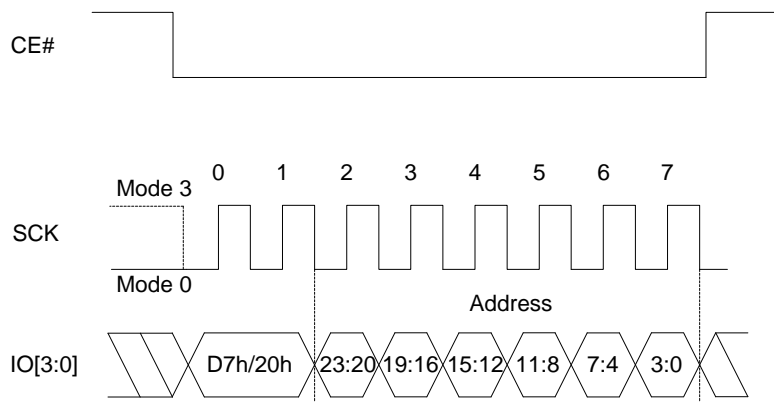 CE#
0 1 2 3 4 5 6 7
Mode 3
SCK
Mode 0
Address
IO[3:0] D7h/20h 23:20 19:16 15:12 11:8 7:4 3:0